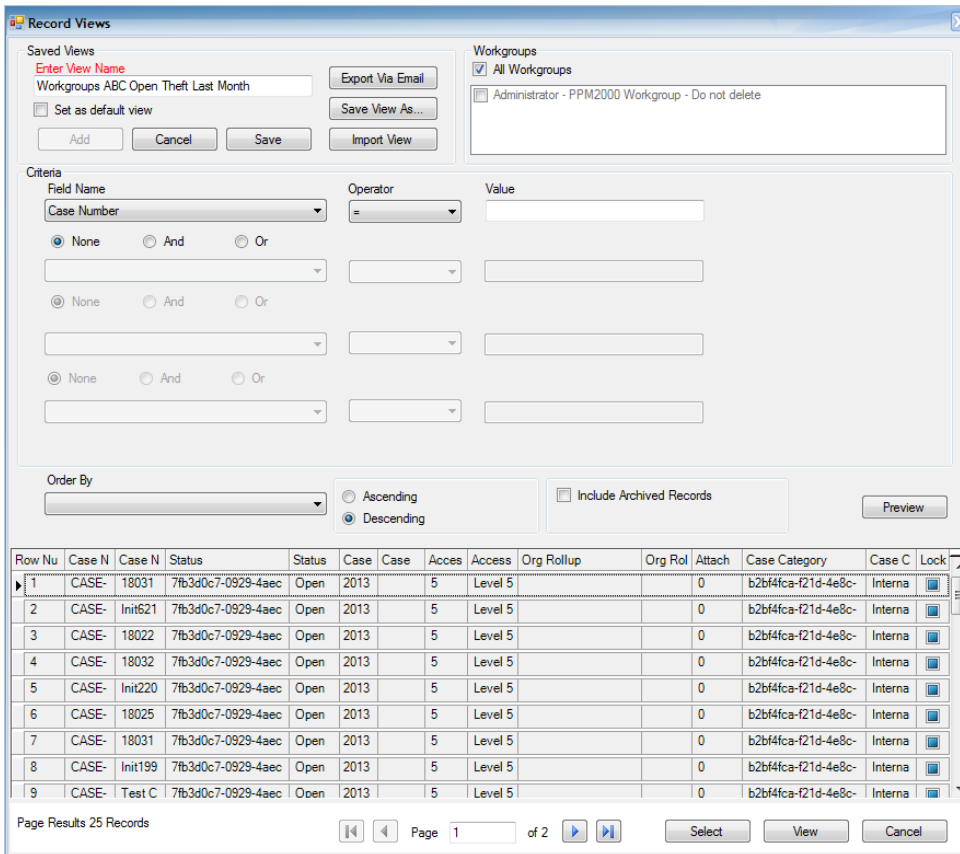 Record Views
Saved Views
Enter View Name
Workgroups ABC Open Theft Last Month
Set as default view
Add Cancel Save
Export Via Email
Save View As...
Import View
Workgroups
All Workgroups
Administrator - PPM2000 Workgroup - Do not delete
Criteria
Field Name Operator Value
Case Number =
None And Or
None And Or
None And Or
Order By
Ascending
Descending
Include Archived Records
Preview
Row Nu Case N Case N Status Status Case Case Acces Access Org Rollup Org Rol Attach Case Category Case C Lock
1 CASE- 18031 7fb3d0c7-0929-4aec Open 2013 5 Level 5 0 b2bf4fca-f21d-4e8c- Interna
2 CASE- Init621 7fb3d0c7-0929-4aec Open 2013 5 Level 5 0 b2bf4fca-f21d-4e8c- Interna
3 CASE- 18022 7fb3d0c7-0929-4aec Open 2013 5 Level 5 0 b2bf4fca-f21d-4e8c- Interna
4 CASE- 18032 7fb3d0c7-0929-4aec Open 2013 5 Level 5 0 b2bf4fca-f21d-4e8c- Interna
5 CASE- Init220 7fb3d0c7-0929-4aec Open 2013 5 Level 5 0 b2bf4fca-f21d-4e8c- Interna
6 CASE- 18025 7fb3d0c7-0929-4aec Open 2013 5 Level 5 0 b2bf4fca-f21d-4e8c- Interna
7 CASE- 18031 7fb3d0c7-0929-4aec Open 2013 5 Level 5 0 b2bf4fca-f21d-4e8c- Interna
8 CASE- Init199 7fb3d0c7-0929-4aec Open 2013 5 Level 5 0 b2bf4fca-f21d-4e8c- Interna
9 CASE- Test C 7fb3d0c7-0929-4aec Open 2013 5 Level 5 0 b2bf4fca-f21d-4e8c- Interna
Page Results 25 Records Page 1 of 2 Select View Cancel